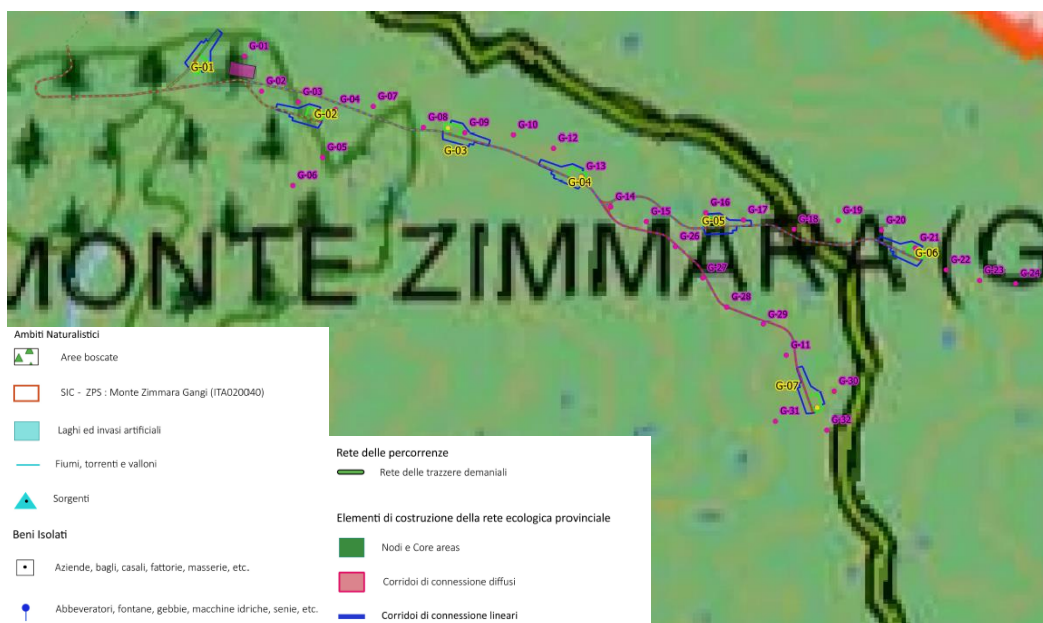 G-01
G-01
G-02
G-03
G-04
G-07
G-02
G-08
G-09
G-10
G-03
G-12
G-05
G-13
G-06
G-04
G-14
G-15
G-16
G-05
G-17
G-18
G-19
G-20
G-21
G-06
G-26
G-22
G-23
G-24
MONTE ZIMMARA (G
G-27
G-28
G-29
G-11
G-07
G-30
G-31
G-32
Ambiti Naturalistici
Aree boscate
SIC - ZPS : Monte Zimmara Gangi (ITA020040)
Laghi ed invasi artificiali
Fiumi, torrenti e valloni
Sorgenti
Beni Isolati
Aziende, bagli, casali, fattorie, masserie, etc.
Abbeveratori, fontane, gebbie, macchine idriche, senie, etc.
Rete delle percorrenze
Rete delle trazzere demaniali
Elementi di costruzione della rete ecologica provinciale
Nodi e Core areas
Corridoi di connessione diffusi
Corridoi di connessione lineari